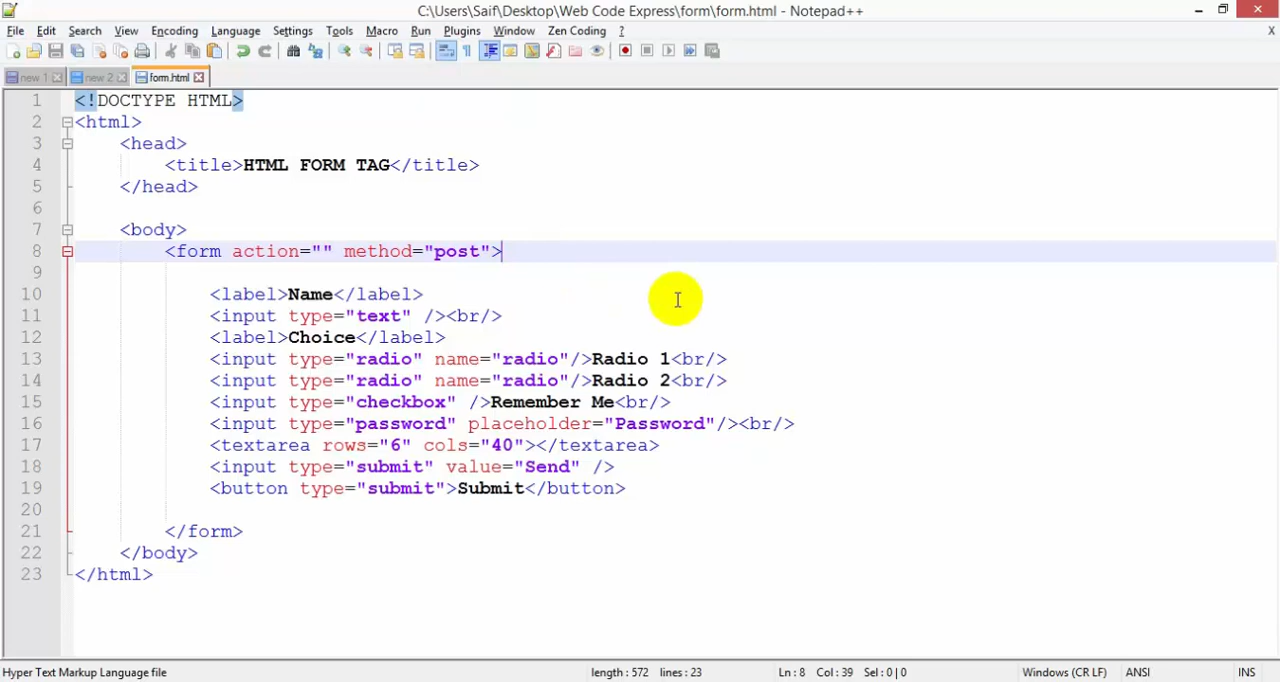 C:\Users\Saif\Desktop\Web Code Express\form\form.html - Notepad++
File Edit Search View Encoding Language Settings Tools Macro Run Plugins Window Zen Coding ? X
new 1 new 2 form.html
1 <!DOCTYPE HTML>
2 <html>
3 <head>
4 <title>HTML FORM TAG</title>
5 </head>
6
7 <body>
8 <form action="" method="post">
9
10 <label>Name</label>
11 <input type="text" /><br/>
12 <label>Choice</label>
13 <input type="radio" name="radio"/>Radio 1<br/>
14 <input type="radio" name="radio"/>Radio 2<br/>
15 <input type="checkbox" />Remember Me<br/>
16 <input type="password" placeholder="Password"/><br/>
17 <textarea rows="6" cols="40"></textarea>
18 <input type="submit" value="Send" />
19 <button type="submit">Submit</button>
20
21 </form>
22 </body>
23 </html>
Hyper Text Markup Language file length : 572 lines : 23 Ln : 8 Col : 39 Sel : 0 | 0 Windows (CR LF) ANSI INS